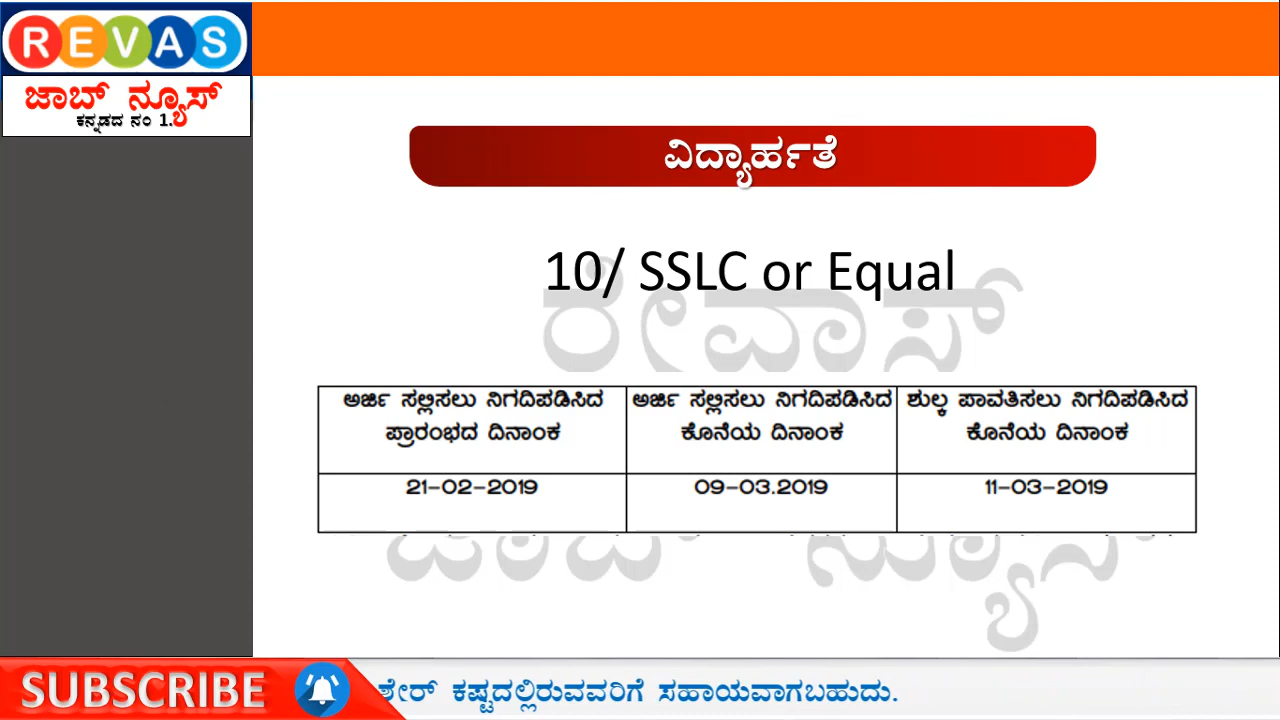 REVAS
ಜಾಬ್ ನ್ಯೂಸ್
ಕನ್ನಡದ ನಂ 1.
ವಿದ್ಯಾರ್ಹತೆ
10/ SSLC or Equal
ರೇವಾಸ್
ಅರ್ಜಿ ಸಲ್ಲಿಸಲು ನಿಗದಿಪಡಿಸಿದ ಪ್ರಾರಂಭದ ದಿನಾಂಕ
ಅರ್ಜಿ ಸಲ್ಲಿಸಲು ನಿಗದಿಪಡಿಸಿದ ಕೊನೆಯ ದಿನಾಂಕ
ಶುಲ್ಕ ಪಾವತಿಸಲು ನಿಗದಿಪಡಿಸಿದ ಕೊನೆಯ ದಿನಾಂಕ
21-02-2019
09-03.2019
11-03-2019
SUBSCRIBE
ಶೇರ್ ಕಷ್ಟದಲ್ಲಿರುವವರಿಗೆ ಸಹಾಯವಾಗಬಹುದು.